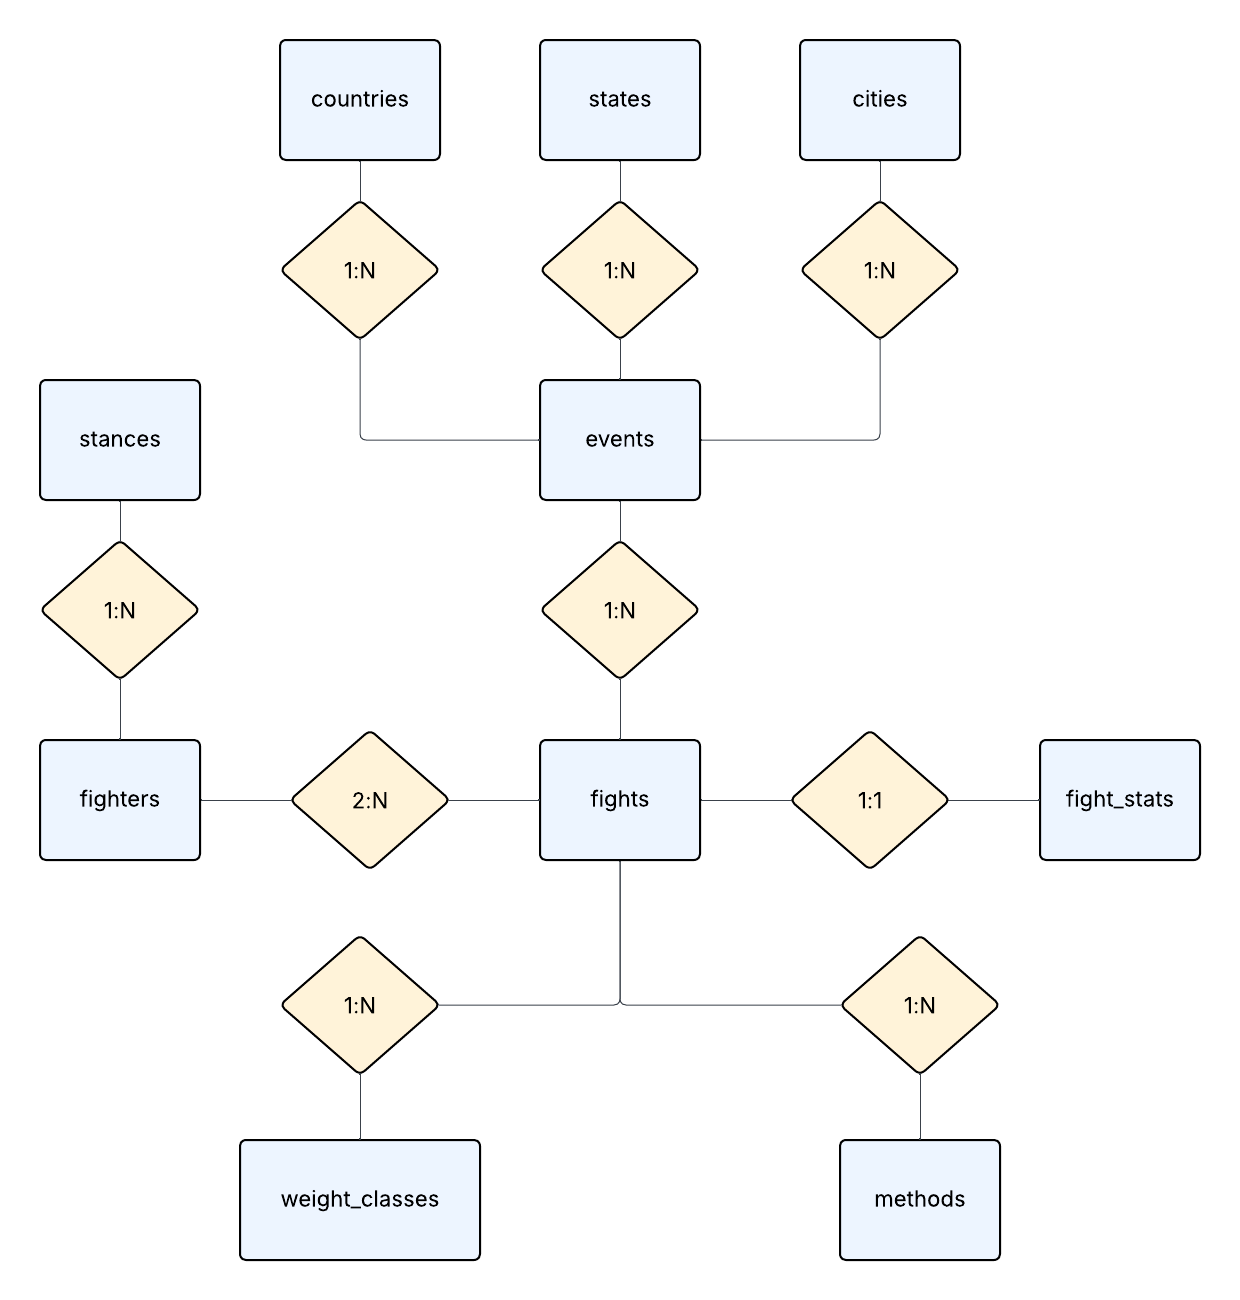 countries
states
cities
1:N
1:N
1:N
stances
events
1:N
1:N
fighters
2:N
fights
1:1
fight_stats
1:N
1:N
weight_classes
methods